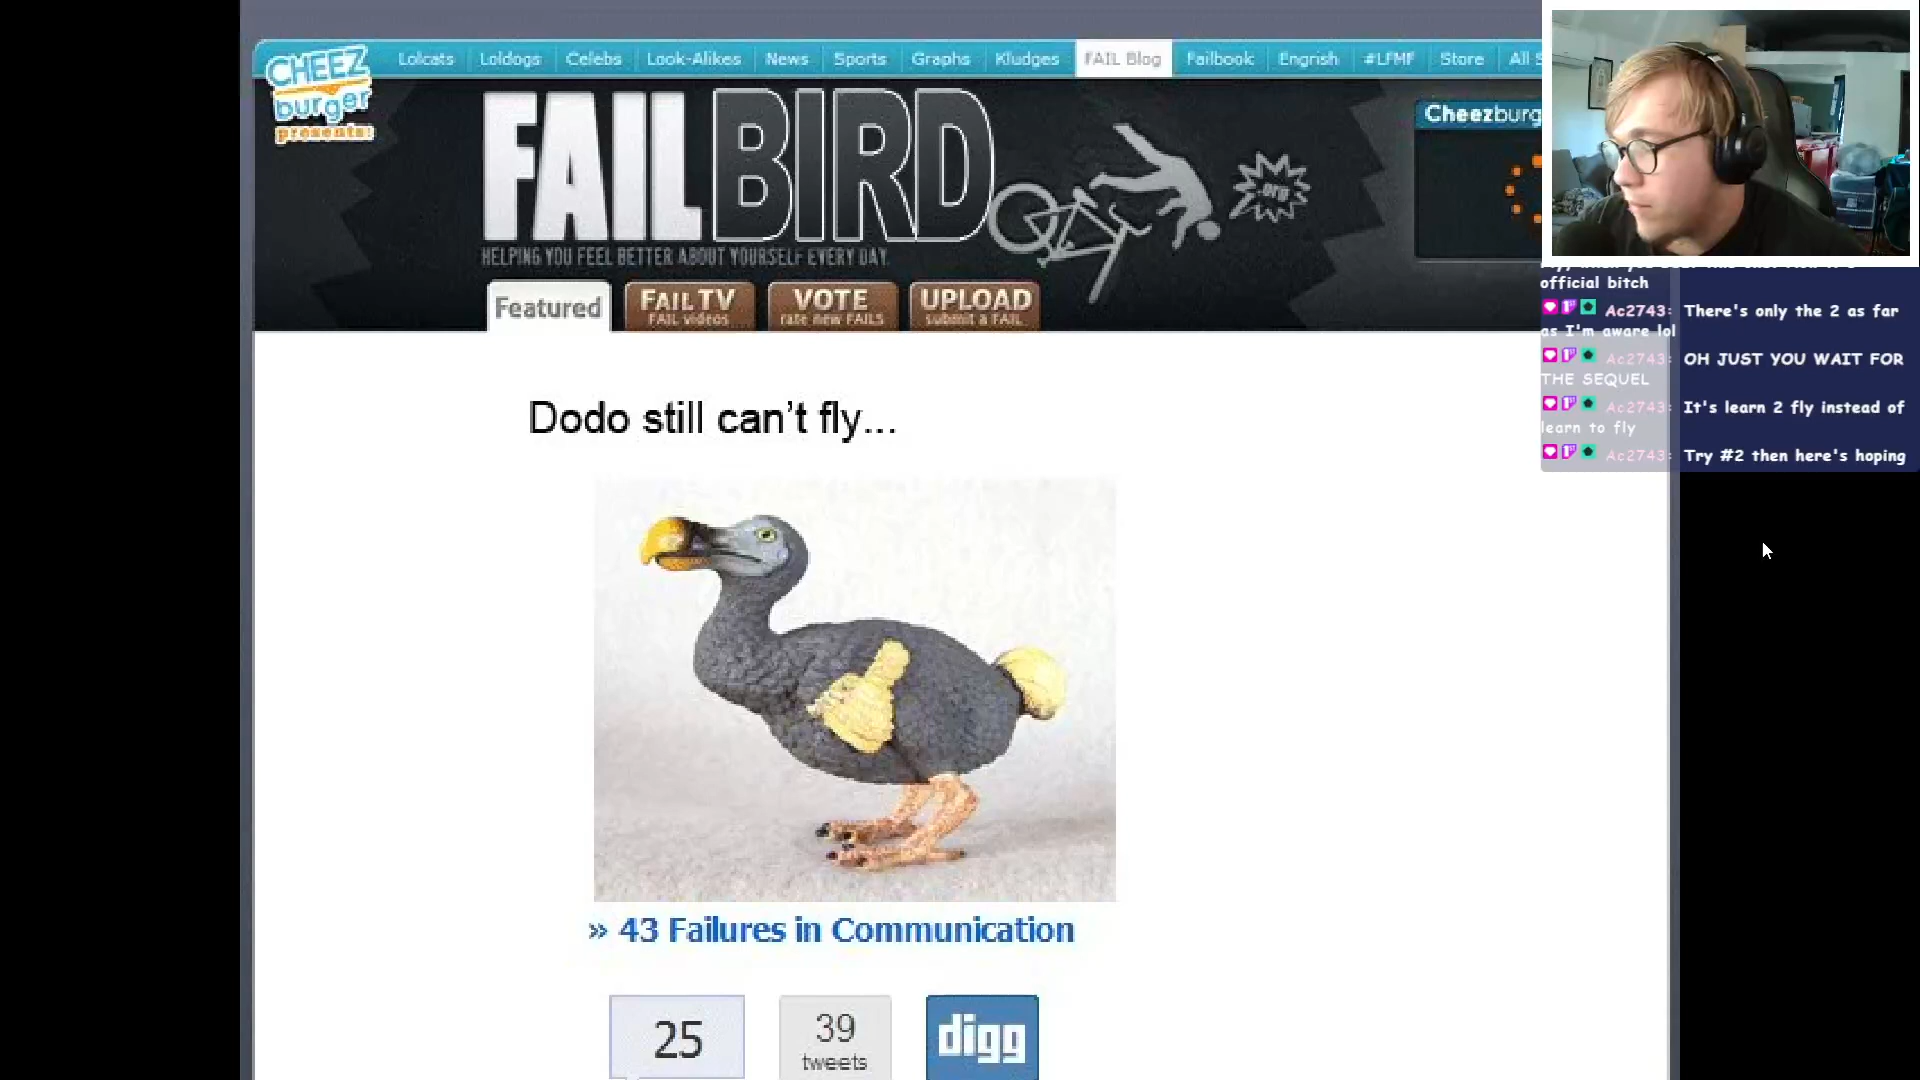 CHEEZ
burger
presents:
Lolcats Loldogs Celebs Look-Alikes News Sports Graphs Kludges FAIL Blog Failbook Engrish #LFMF Store All
FAILBIRD
.org
HELPING YOU FEEL BETTER ABOUT YOURSELF EVERY DAY.
Cheezburg
Featured
FAIL TV
FAIL videos
VOTE
rate new FAILS
UPLOAD
submit a FAIL
Dodo still can't fly...
» 43 Failures in Communication
25
39
tweets
digg
official bitch
Ac2743: There's only the 2 as far
as I'm aware lol
Ac2743: OH JUST YOU WAIT FOR
THE SEQUEL
Ac2743: It's learn 2 fly instead of
learn to fly
Ac2743: Try #2 then here's hoping